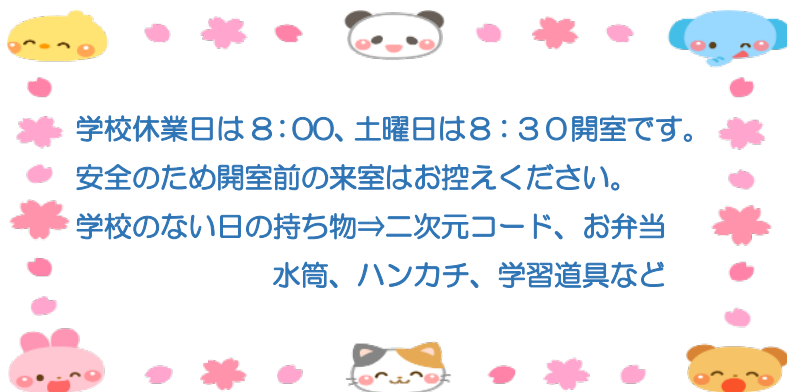 学校休業日は８：００、土曜日は８：３０開室です。
安全のため開室前の来室はお控えください。
学校のない日の持ち物⇒二次元コード、お弁当
水筒、ハンカチ、学習道具など